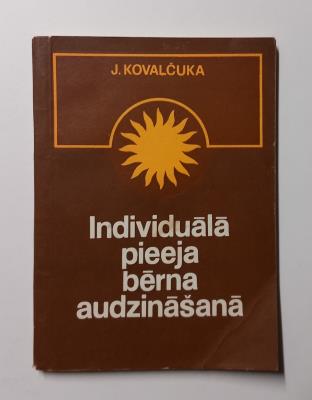 J. KOVALČUKA
Individuālā
pieeja
bērna
audzināšanā